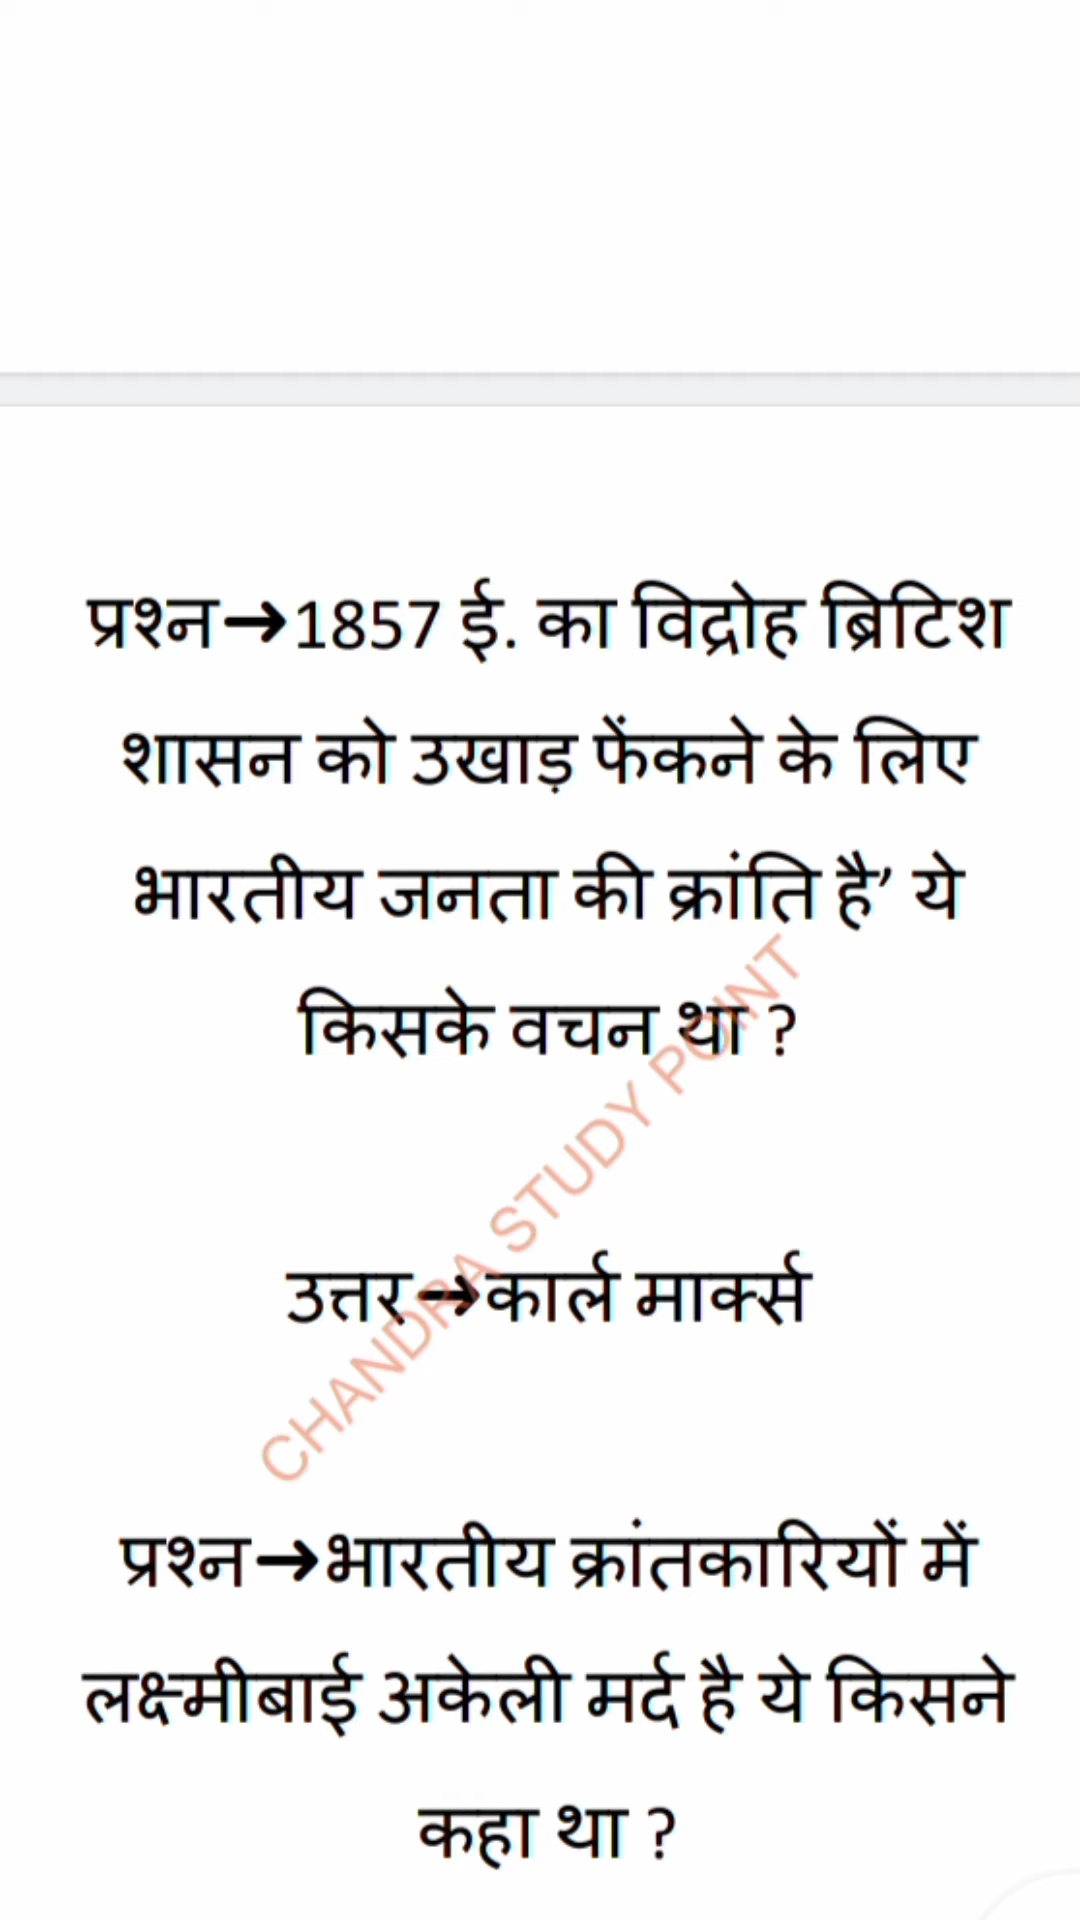 प्रश्न→1857 ई. का विद्रोह ब्रिटिश
शासन को उखाड़ फेंकने के लिए
भारतीय जनता की क्रांति है’ ये
किसके वचन था ?
उत्तर→कार्ल मार्क्स
CHANDRA STUDY POINT
प्रश्न→भारतीय क्रांतकारियों में
लक्ष्मीबाई अकेली मर्द है ये किसने
कहा था ?